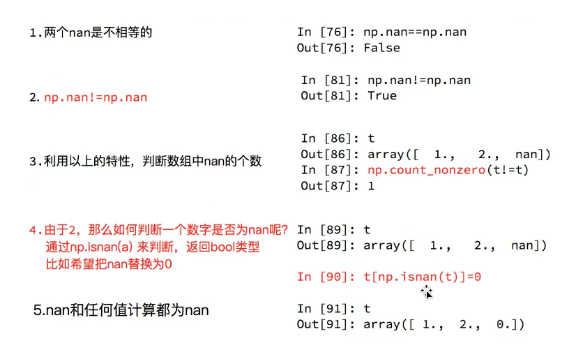 1.两个nan是不相等的
In [76]: np.nan==np.nan
Out[76]: False
2. np.nan!=np.nan
In [81]: np.nan!=np.nan
Out[81]: True
3.利用以上的特性，判断数组中nan的个数
In [86]: t
Out[86]: array([ 1., 2., nan])
In [87]: np.count_nonzero(t!=t)
Out[87]: 1
4.由于2，那么如何判断一个数字是否为nan呢?
通过np.isnan(a) 来判断，返回bool类型
比如希望把nan替换为0
In [89]: t
Out[89]: array([ 1., 2., nan])
In [90]: t[np.isnan(t)]=0
5.nan和任何值计算都为nan
In [91]: t
Out[91]: array([ 1., 2., 0.])